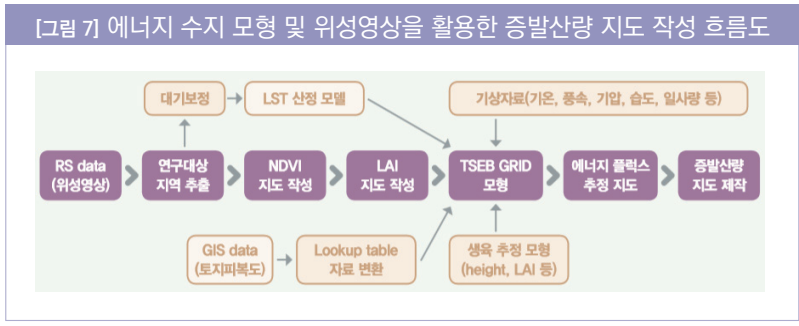 [그림 7] 에너지 수지 모형 및 위성영상을 활용한 증발산량 지도 작성 흐름도
대기보정
LST 산정 모델
기상자료(기온, 풍속, 기압, 습도, 일사량 등)
RS data
(위성영상)
연구대상
지역 추출
NDVI
지도 작성
LAI
지도 작성
TSEB GRID
모형
에너지 플럭스
추정 지도
증발산량
지도 제작
GIS data
(토지피복도)
Lookup table
자료 변환
생육 추정 모형
(height, LAI 등)